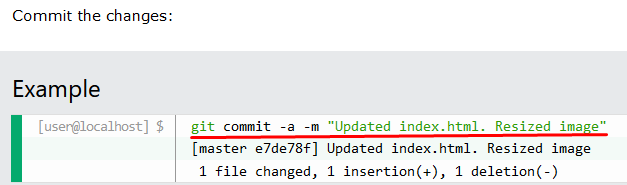 Commit the changes:
Example
[user@localhost] $ git commit -a -m "Updated index.html. Resized image"
[master e7de78f] Updated index.html. Resized image
1 file changed, 1 insertion(+), 1 deletion(-)